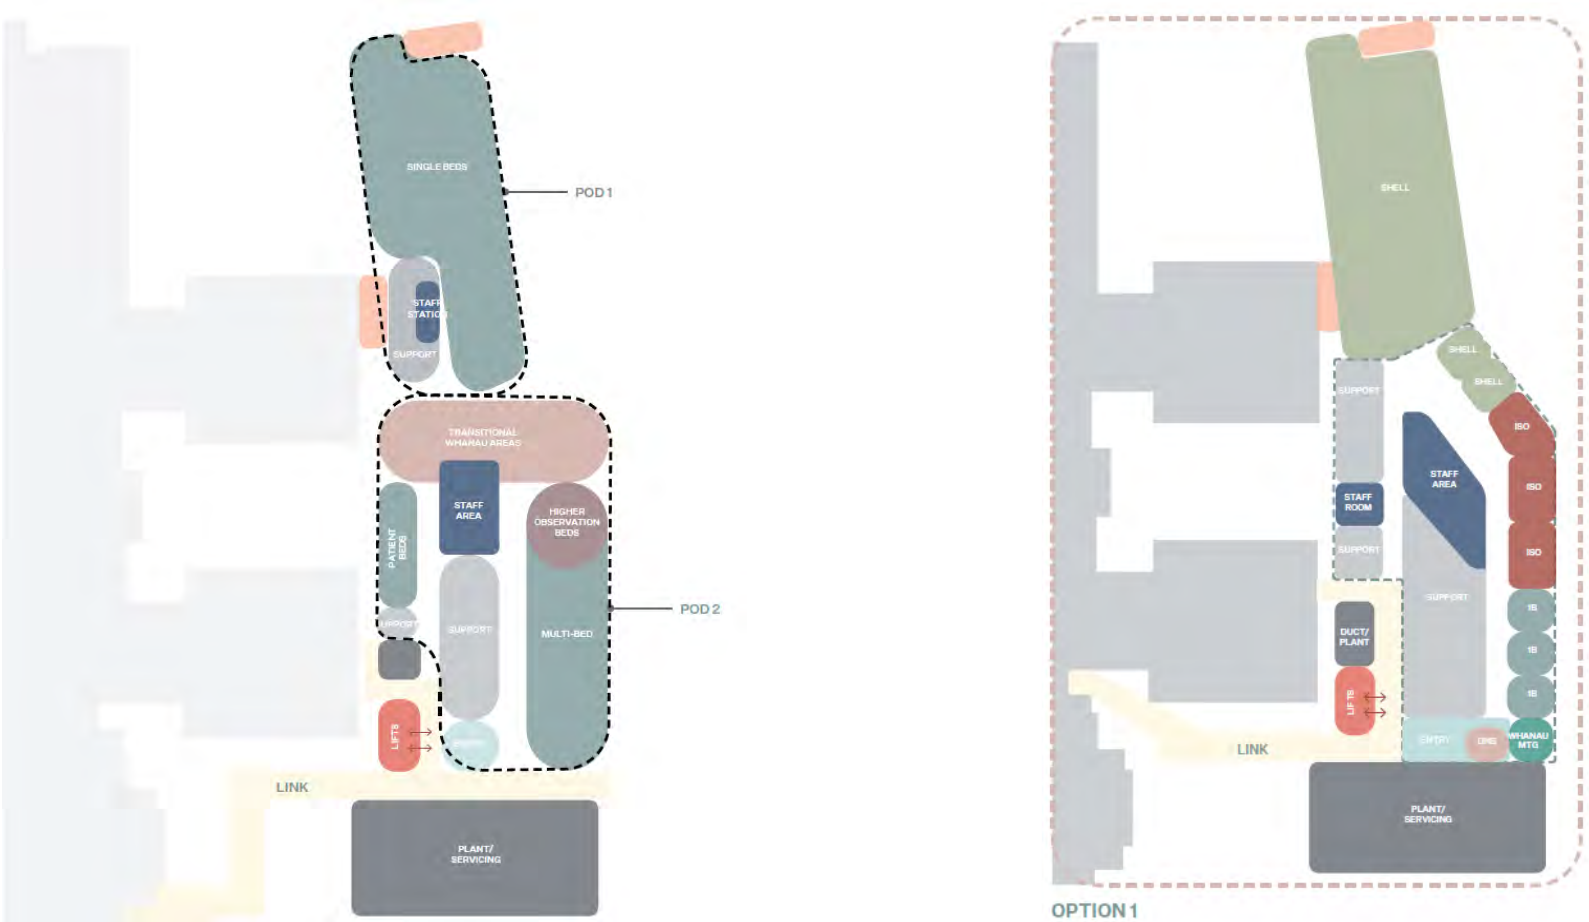 SINGLE BEDS
POD 1
STAFF
STATION
SUPPORT
TRANSITIONAL
WHANAU AREAS
STAFF
AREA
HIGHER
OBSERVATION
BEDS
PATIENT
BEDS
SUPPORT
SUPPORT
MULTI-BED
POD 2
LIFTS
LINK
PLANT/
SERVICING
SHELL
SHELL
SHELL
SUPPORT
ISO
STAFF
AREA
ISO
STAFF
ROOM
SUPPORT
ISO
SUPPORT
1B
DUCT/
PLANT
1B
LIFTS
1B
LINK
ENTRY
WHANAU
MTG
PLANT/
SERVICING
OPTION 1